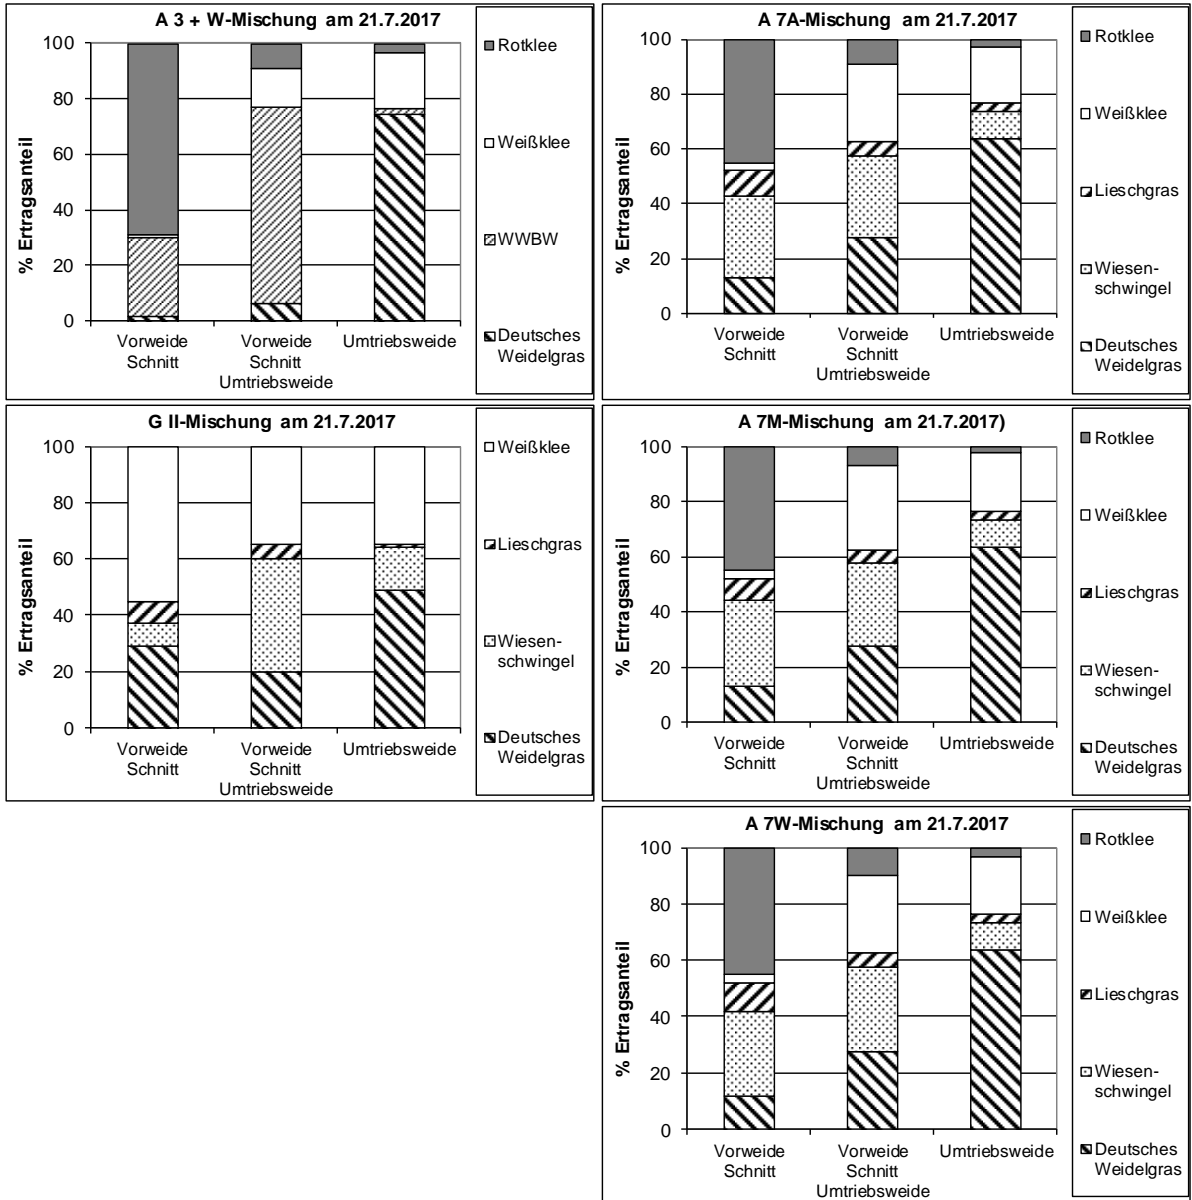 A 3 + W-Mischung am 21.7.2017
% Ertragsanteil
100
80
60
40
20
0
Vorweide
Schnitt
Vorweide
Schnitt
Umtriebsweide
Umtriebsweide
Rotklee
Weißklee
WWBW
Deutsches
Weidelgras
A 7A-Mischung am 21.7.2017
% Ertragsanteil
100
80
60
40
20
0
Vorweide
Schnitt
Vorweide
Schnitt
Umtriebsweide
Umtriebsweide
Rotklee
Weißklee
Lieschgras
Wiesen-
schwingel
Deutsches
Weidelgras
G II-Mischung am 21.7.2017
% Ertragsanteil
100
80
60
40
20
0
Vorweide
Schnitt
Vorweide
Schnitt
Umtriebsweide
Umtriebsweide
Weißklee
Lieschgras
Wiesen-
schwingel
Deutsches
Weidelgras
A 7M-Mischung am 21.7.2017)
% Ertragsanteil
100
80
60
40
20
0
Vorweide
Schnitt
Vorweide
Schnitt
Umtriebsweide
Umtriebsweide
Rotklee
Weißklee
Lieschgras
Wiesen-
schwingel
Deutsches
Weidelgras
A 7W-Mischung am 21.7.2017
% Ertragsanteil
100
80
60
40
20
0
Vorweide
Schnitt
Vorweide
Schnitt
Umtriebsweide
Umtriebsweide
Rotklee
Weißklee
Lieschgras
Wiesen-
schwingel
Deutsches
Weidelgras